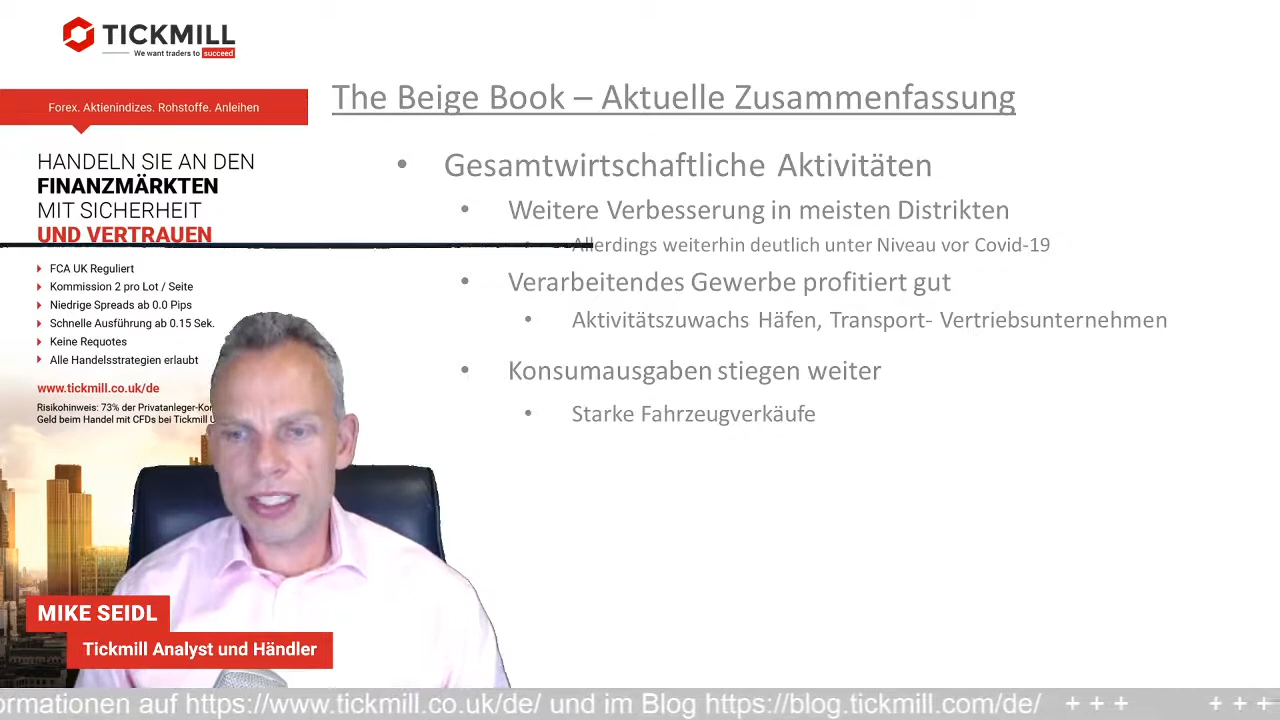 TICKMILL
We want traders to succeed
Forex. Aktienindizes. Rohstoffe. Anleihen
HANDELN SIE AN DEN
FINANZMÄRKTEN
MIT SICHERHEIT
UND VERTRAUEN
FCA UK Reguliert
Kommission 2 pro Lot / Seite
Niedrige Spreads ab 0.0 Pips
Schnelle Ausführung ab 0.15 Sek.
Keine Requotes
Alle Handelsstrategien erlaubt
www.tickmill.co.uk/de
Risikohinweis: 73% der Privatanleger-
Geld beim Handel mit CFDs bei Tickmill
The Beige Book – Aktuelle Zusammenfassung
• Gesamtwirtschaftliche Aktivitäten
• Weitere Verbesserung in meisten Distrikten
• Allerdings weiterhin deutlich unter Niveau vor Covid-19
• Verarbeitendes Gewerbe profitiert gut
• Aktivitätszuwachs Häfen, Transport- Vertriebsunternehmen
• Konsumausgaben stiegen weiter
• Starke Fahrzeugverkäufe
MIKE SEIDL
Tickmill Analyst und Händler
ormationen auf https://www.tickmill.co.uk/de/ und im Blog https://blog.tickmill.com/de/ +++ +++